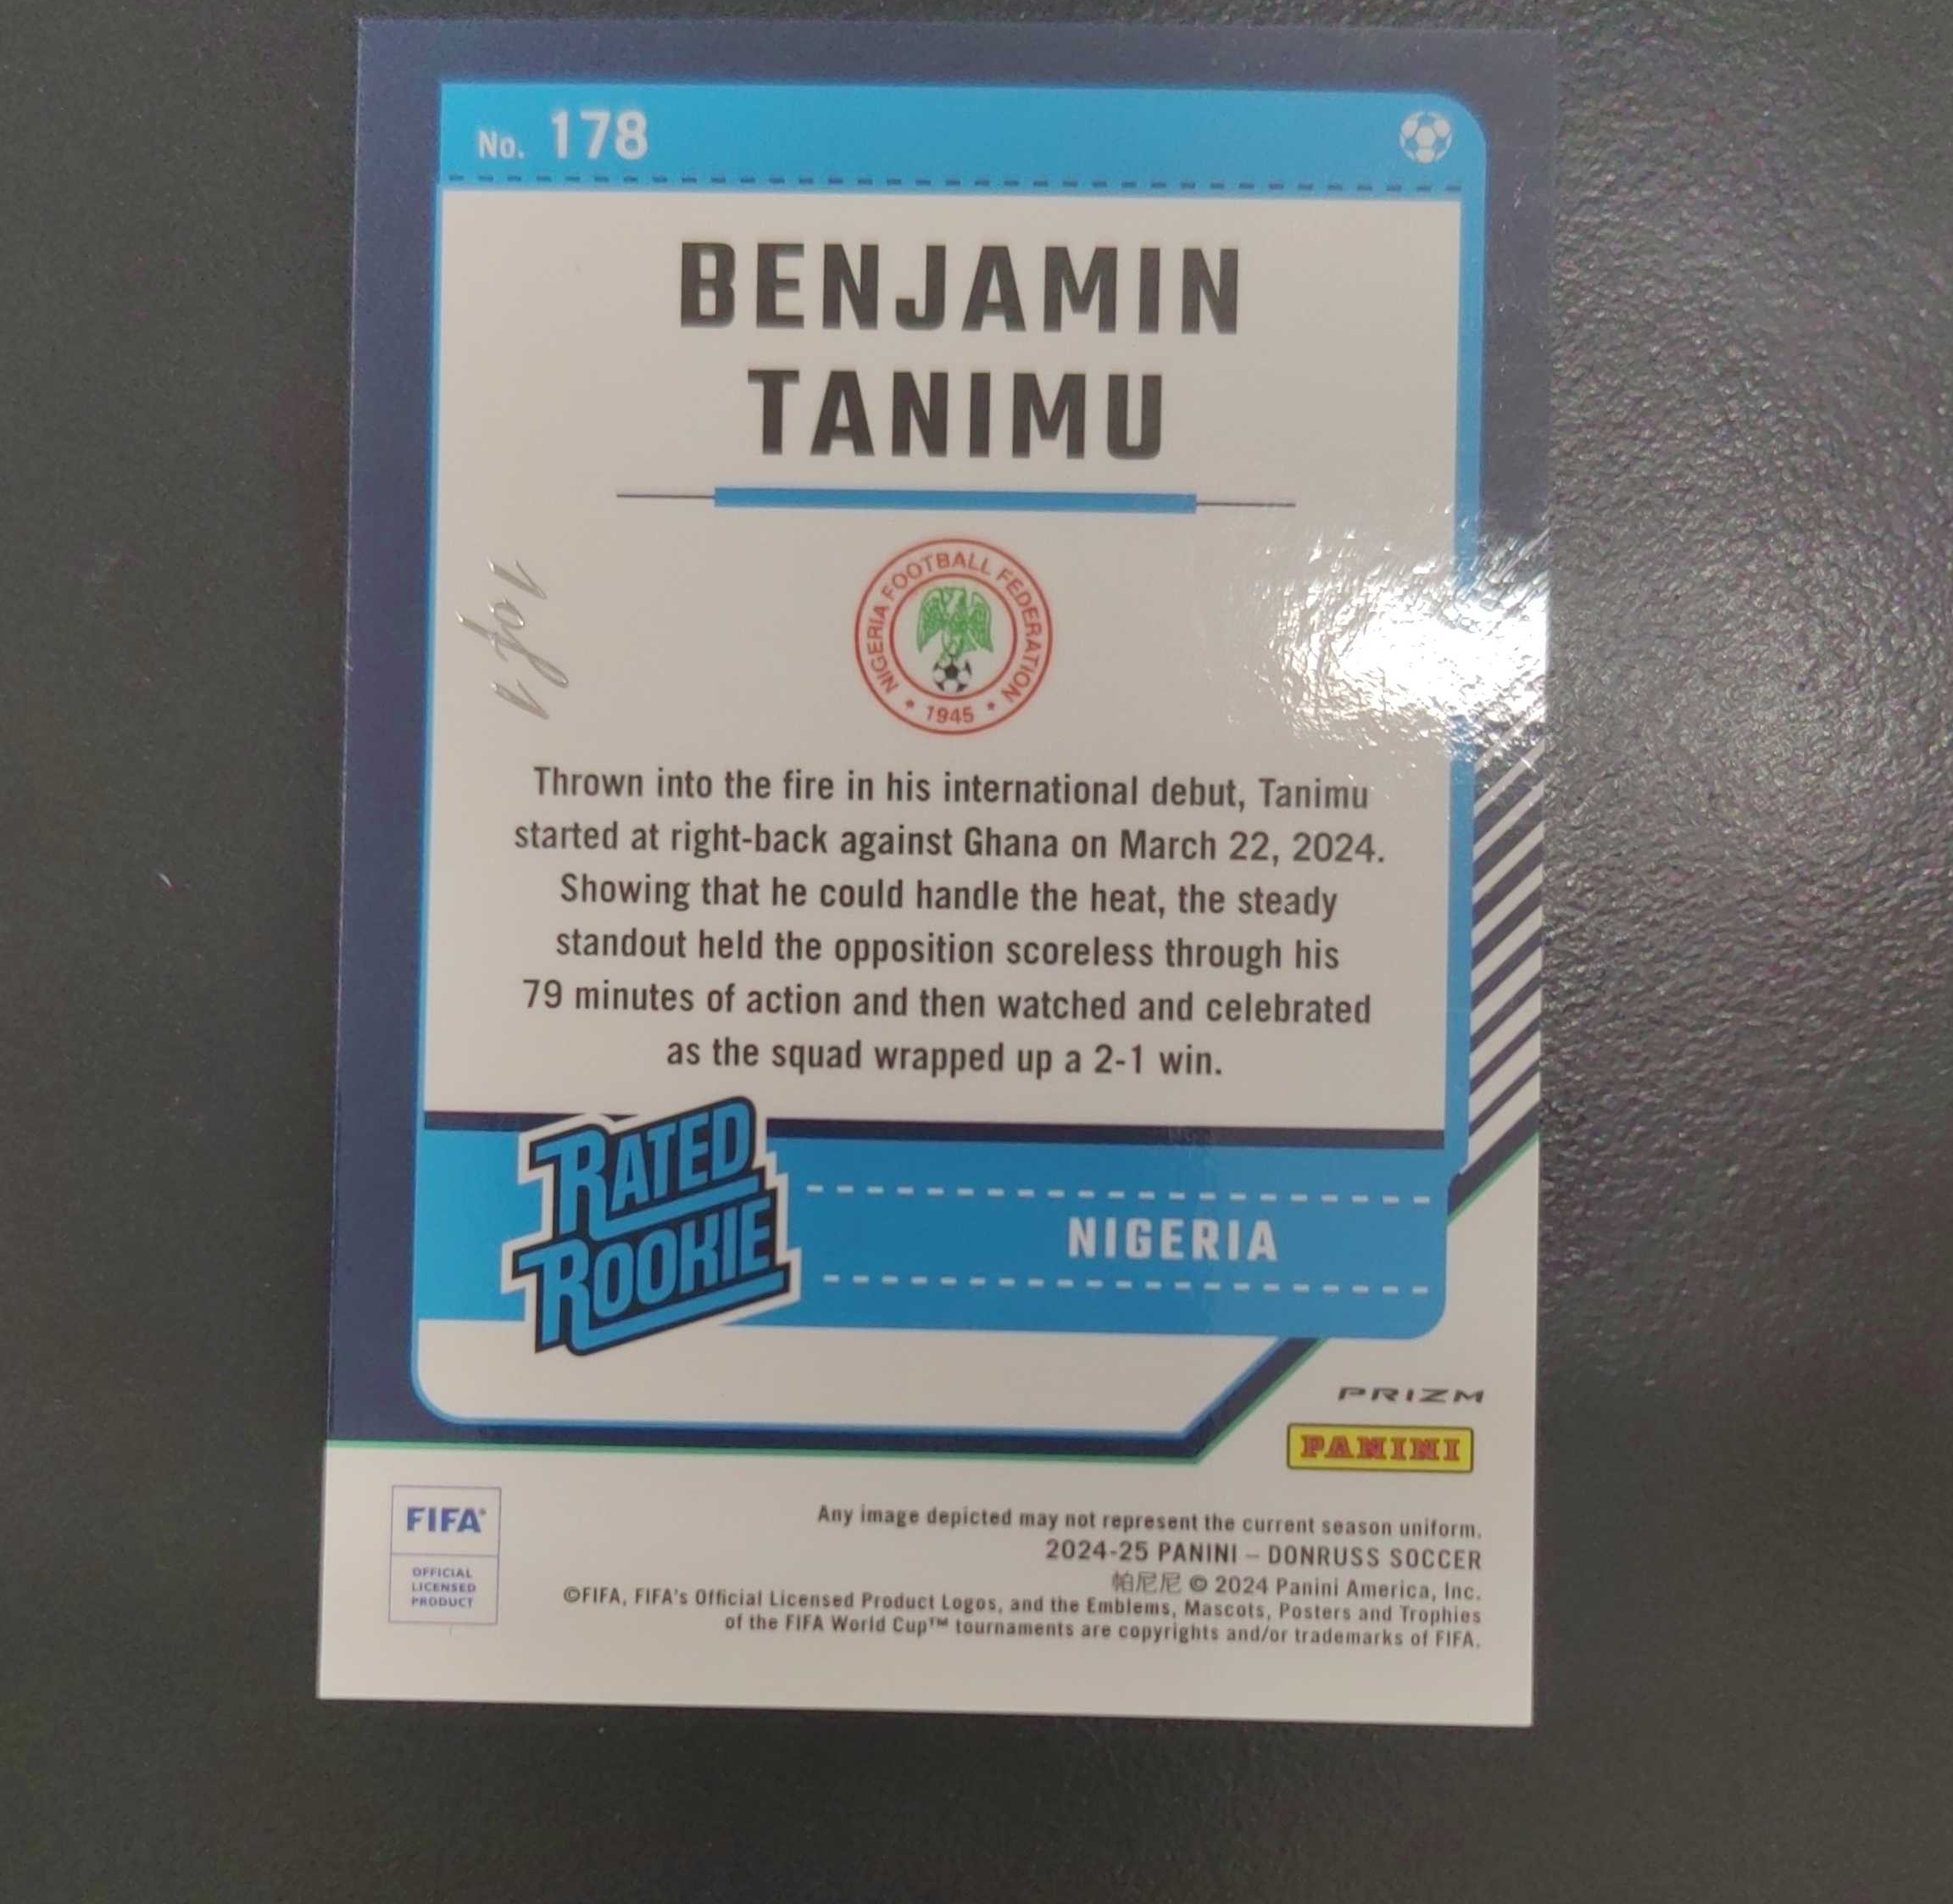 No. 178
BENJAMIN
TANIMU
1 of 1
NIGERIA FOOTBALL FEDERATION
* 1945 *
Thrown into the fire in his international debut, Tanimu
started at right-back against Ghana on March 22, 2024.
Showing that he could handle the heat, the steady
standout held the opposition scoreless through his
79 minutes of action and then watched and celebrated
as the squad wrapped up a 2-1 win.
RATED
ROOKIE
NIGERIA
PRIZM
PANINI
FIFA®
OFFICIAL
LICENSED
PRODUCT
Any image depicted may not represent the current season uniform.
2024-25 PANINI – DONRUSS SOCCER
帕尼尼 © 2024 Panini America, Inc.
©FIFA, FIFA's Official Licensed Product Logos, and the Emblems, Mascots, Posters and Trophies
of the FIFA World Cup™ tournaments are copyrights and/or trademarks of FIFA.